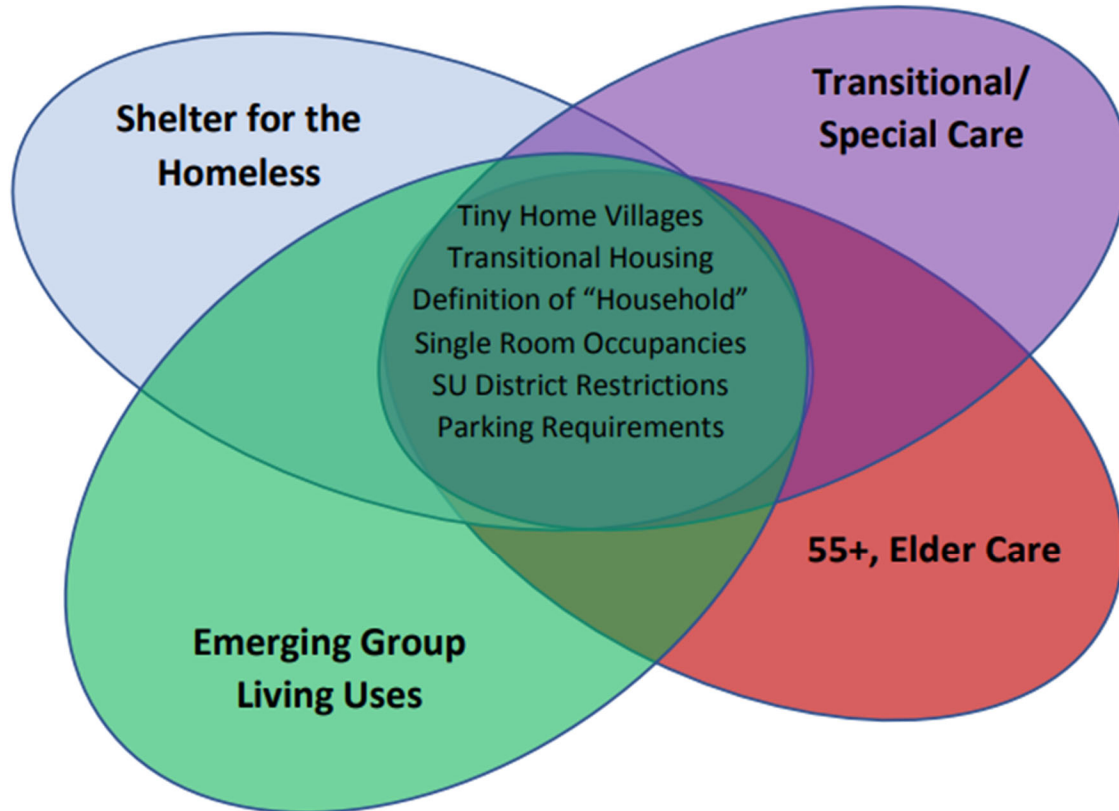 Shelter for the
Homeless
Transitional/
Special Care
Tiny Home Villages
Transitional Housing
Definition of “Household”
Single Room Occupancies
SU District Restrictions
Parking Requirements
55+, Elder Care
Emerging Group
Living Uses